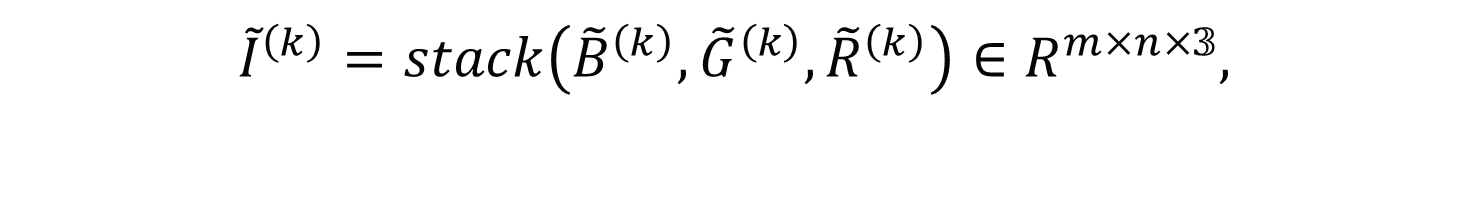 Ĩ⁽ᵏ⁾ = stack(B̃⁽ᵏ⁾, G̃⁽ᵏ⁾, R̃⁽ᵏ⁾) ∈ R^{m×n×3},